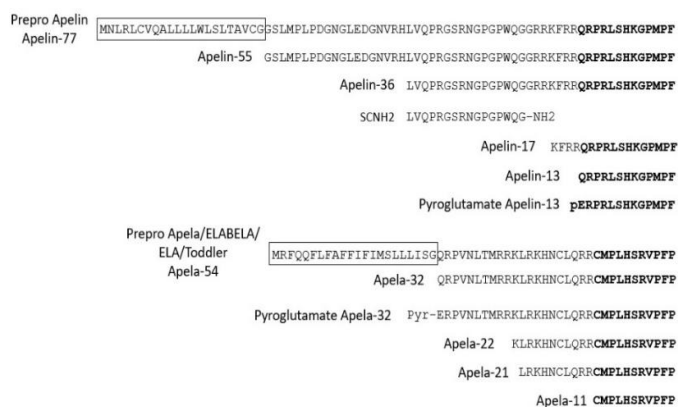 Prepro Apelin
Apelin-77
MNLRLCVQALLLLWLSLTAVCGGSLMPLPDGNGLEDGNVRHLVQPRGSRNGPGPWQGGRRKFRRQRPRLSHKGPMPF
Apelin-55 GSLMPLPDGNGLEDGNVRHLVQPRGSRNGPGPWQGGRRKFRRQRPRLSHKGPMPF
Apelin-36 LVQPRGSRNGPGPWQGGRRKFRRQRPRLSHKGPMPF
SCNH2 LVQPRGSRNGPGPWQG-NH2
Apelin-17 KFRRQRPRLSHKGPMPF
Apelin-13 QRPRLSHKGPMPF
Pyroglutamate Apelin-13 pERPRLSHKGPMPF
Prepro Apela/ELABELA/
ELA/Toddler
Apela-54
MRFQQFLFAFFIFIMSLLLISGQRPVNLTMRRKLRKHNCLQRRCMPLHSRVPFP
Apela-32 QRPVNLTMRRKLRKHNCLQRRCMPLHSRVPFP
Pyroglutamate Apela-32 Pyr-ERPVNLTMRRKLRKHNCLQRRCMPLHSRVPFP
Apela-22 KLRKHNCLQRRCMPLHSRVPFP
Apela-21 LRKHNCLQRRCMPLHSRVPFP
Apela-11 CMPLHSRVPFP